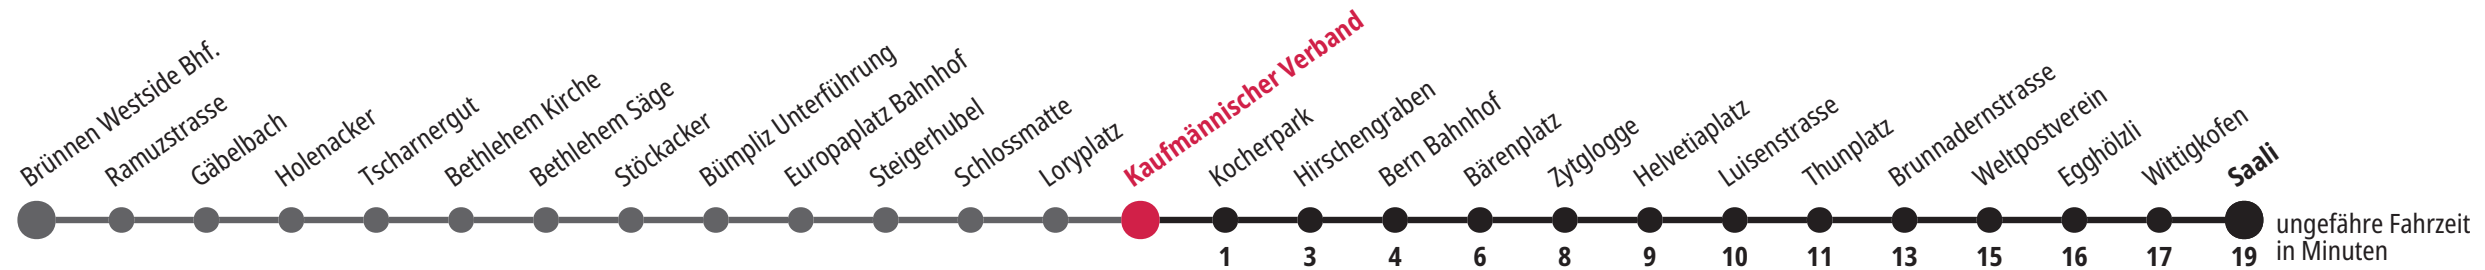 Brünnen Westside Bhf.
Ramuzstrasse
Gäbelbach
Holenacker
Tscharnergut
Bethlehem Kirche
Bethlehem Säge
Stöckacker
Bümpliz Unterführung
Europaplatz Bahnhof
Steigerhubel
Schlossmatte
Loryplatz
Kaufmännischer Verband
Kocherpark
Hirschengraben
Bern Bahnhof
Bärenplatz
Zytglogge
Helvetiaplatz
Luisenstrasse
Thunplatz
Brunnadernstrasse
Weltpostverein
Egghölzli
Wittigkofen
Saali
1 3 4 6 8 9 10 11 13 15 16 17 19
ungefähre Fahrzeit
in Minuten